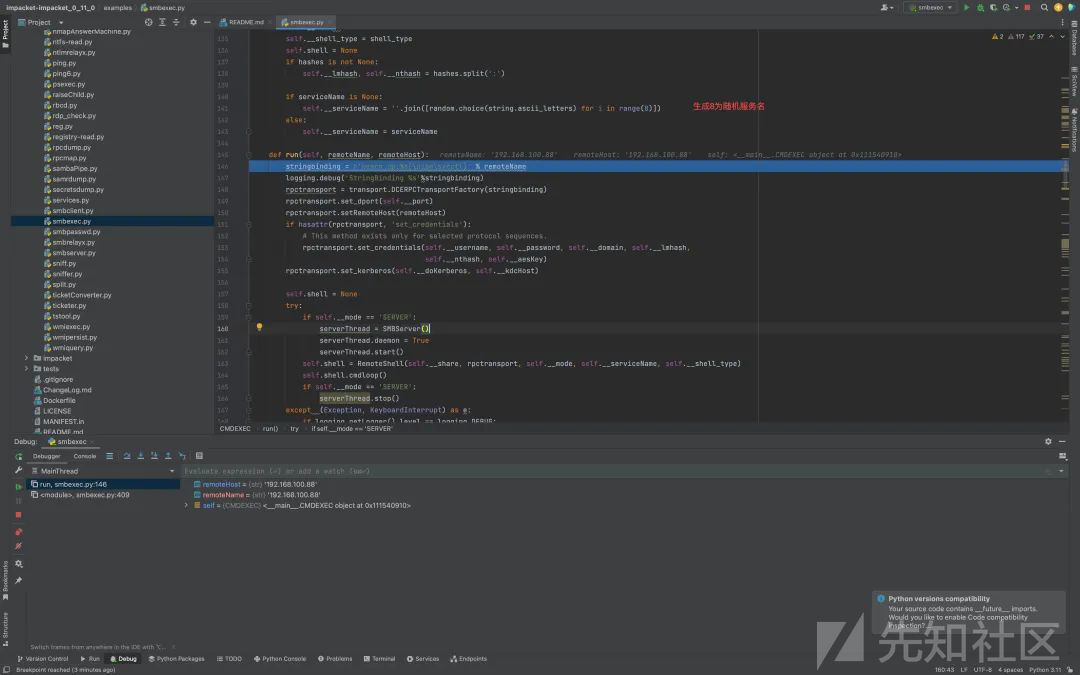 impacket-impacket_0_11_0 examples smbexec.py
smbexec
Project
README.md
smbexec.py
nmapAnswerMachine.py
ntfs-read.py
ntlmrelayx.py
ping.py
ping6.py
psexec.py
raiseChild.py
rbcd.py
rdp_check.py
reg.py
registry-read.py
rpcdump.py
rpcmap.py
sambaPipe.py
samrdump.py
secretsdump.py
services.py
smbclient.py
smbexec.py
smbpasswd.py
smbrelayx.py
smbserver.py
sniff.py
sniffer.py
split.py
ticketConverter.py
ticketer.py
tstool.py
wmiexec.py
wmipersist.py
wmiquery.py
impacket
tests
.gitignore
ChangeLog.md
Dockerfile
LICENSE
MANIFEST.in
README.md
2 117 37
135 self.__shell_type = shell_type
136 self.shell = None
137 if hashes is not None:
138 self.__lmhash, self.__nthash = hashes.split(':')
139
140 if serviceName is None:
141 self.__serviceName = ''.join([random.choice(string.ascii_letters) for i in range(8)])
生成8为随机服务名
142 else:
143 self.__serviceName = serviceName
144
145 def run(self, remoteName, remoteHost): remoteName: '192.168.100.88' remoteHost: '192.168.100.88' self: <__main__.CMDEXEC object at 0x111540910>
146 stringbinding = r'ncacn_np:%s[\pipe\svcctl]' % remoteName
147 logging.debug('StringBinding %s'%stringbinding)
148 rpctransport = transport.DCERPCTransportFactory(stringbinding)
149 rpctransport.set_dport(self.__port)
150 rpctransport.setRemoteHost(remoteHost)
151 if hasattr(rpctransport, 'set_credentials'):
152 # This method exists only for selected protocol sequences.
153 rpctransport.set_credentials(self.__username, self.__password, self.__domain, self.__lmhash,
154 self.__nthash, self.__aesKey)
155 rpctransport.set_kerberos(self.__doKerberos, self.__kdcHost)
156
157 self.shell = None
158 try:
159 if self.__mode == 'SERVER':
160 serverThread = SMBServer()
161 serverThread.daemon = True
162 serverThread.start()
163 self.shell = RemoteShell(self.__share, rpctransport, self.__mode, self.__serviceName, self.__shell_type)
164 self.shell.cmdloop()
165 if self.__mode == 'SERVER':
166 serverThread.stop()
167 except (Exception, KeyboardInterrupt) as e:
168 if logging.getLogger().level == logging.DEBUG:
CMDEXEC run() try if self.__mode == 'SERVER'
Project
Bookmarks
Structure
Database
SciView
Notifications
Debug: smbexec
Debugger Console
MainThread
Evaluate expression (⏎) or add a watch
run, smbexec.py:146
<module>, smbexec.py:409
remoteHost = {str} '192.168.100.88'
remoteName = {str} '192.168.100.88'
self = {CMDEXEC} <__main__.CMDEXEC object at 0x111540910>
Python versions compatibility
Your source code contains __future__ imports.
Would you like to enable Code compatibility
inspection?
先知社区
Switch frames from anywhere in the IDE with
Version Control Run Debug Python Packages TODO Python Console Problems Terminal Services Endpoints
Breakpoint reached (3 minutes ago)
160:43 LF UTF-8 4 spaces Python 3.11